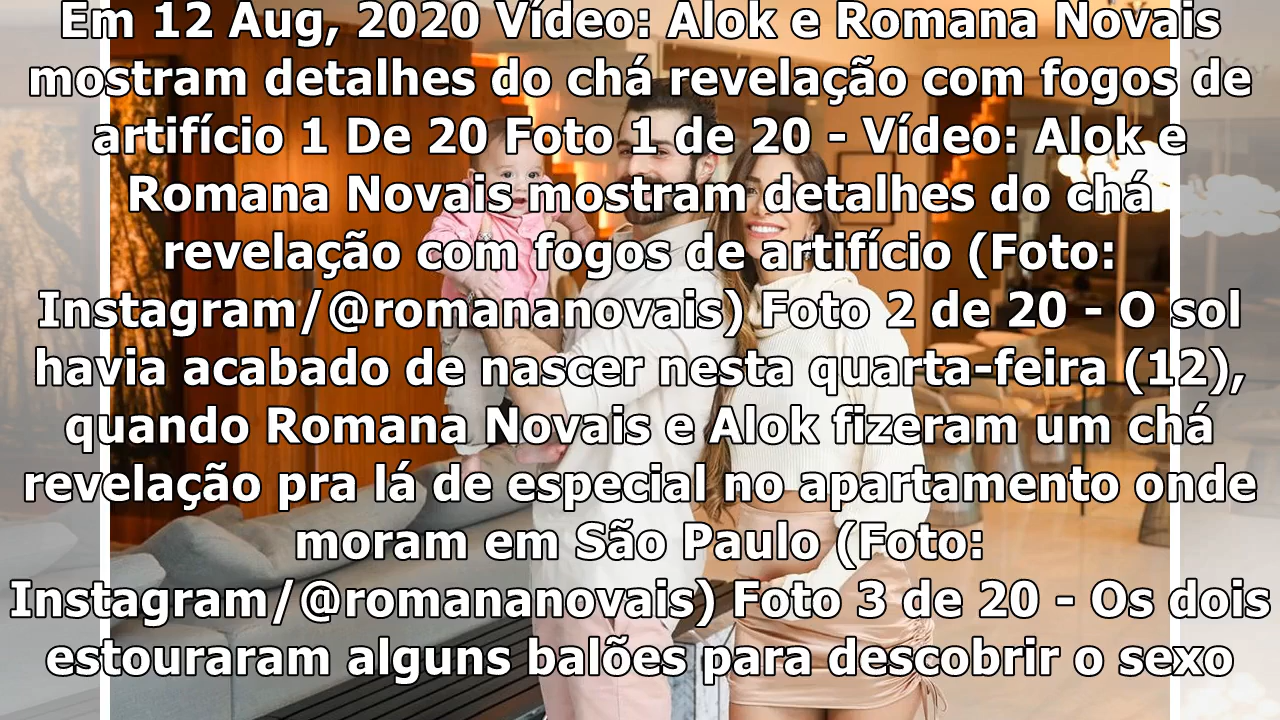 Em 12 Aug, 2020 Vídeo: Alok e Romana Novais
mostram detalhes do chá revelação com fogos de
artifício 1 De 20 Foto 1 de 20 - Vídeo: Alok e
Romana Novais mostram detalhes do chá
revelação com fogos de artifício (Foto:
Instagram/@romananovais) Foto 2 de 20 - O sol
havia acabado de nascer nesta quarta-feira (12),
quando Romana Novais e Alok fizeram um chá
revelação pra lá de especial no apartamento onde
moram em São Paulo (Foto:
Instagram/@romananovais) Foto 3 de 20 - Os dois
estouraram alguns balões para descobrir o sexo